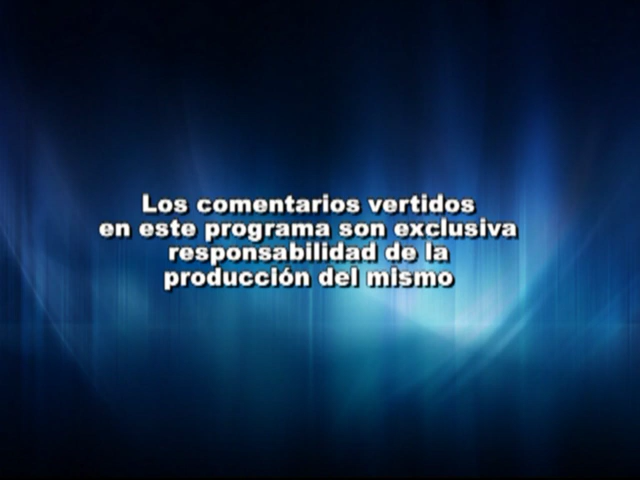 Los comentarios vertidos
en este programa son exclusiva
responsabilidad de la
producción del mismo